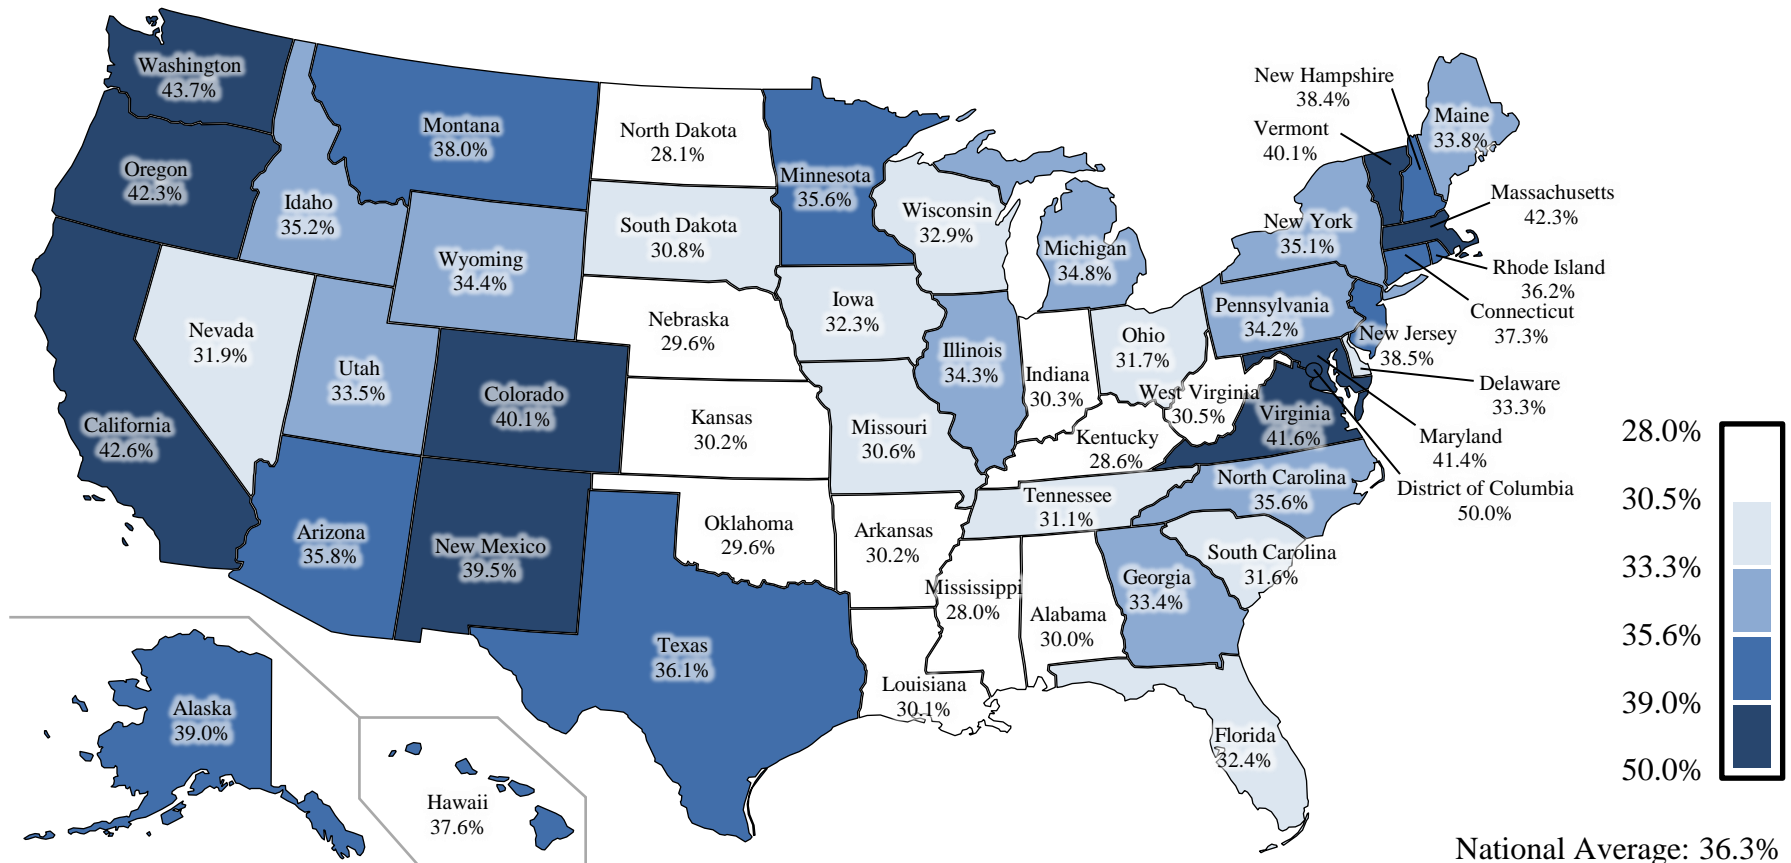 Washington
43.7%
Oregon
42.3%
California
42.6%
Idaho
35.2%
Nevada
31.9%
Montana
38.0%
Wyoming
34.4%
Utah
33.5%
Colorado
40.1%
Arizona
35.8%
New Mexico
39.5%
North Dakota
28.1%
South Dakota
30.8%
Nebraska
29.6%
Kansas
30.2%
Oklahoma
29.6%
Texas
36.1%
Minnesota
35.6%
Iowa
32.3%
Missouri
30.6%
Arkansas
30.2%
Louisiana
30.1%
Wisconsin
32.9%
Illinois
34.3%
Michigan
34.8%
Indiana
30.3%
Ohio
31.7%
Kentucky
28.6%
Tennessee
31.1%
Mississippi
28.0%
Alabama
30.0%
Georgia
33.4%
Florida
32.4%
South Carolina
31.6%
North Carolina
35.6%
Virginia
41.6%
West Virginia
30.5%
Pennsylvania
34.2%
New York
35.1%
New Hampshire
38.4%
Vermont
40.1%
Maine
33.8%
Massachusetts
42.3%
Rhode Island
36.2%
Connecticut
37.3%
New Jersey
38.5%
Delaware
33.3%
Maryland
41.4%
District of Columbia
50.0%
Alaska
39.0%
Hawaii
37.6%
28.0%
30.5%
33.3%
35.6%
39.0%
50.0%
National Average: 36.3%